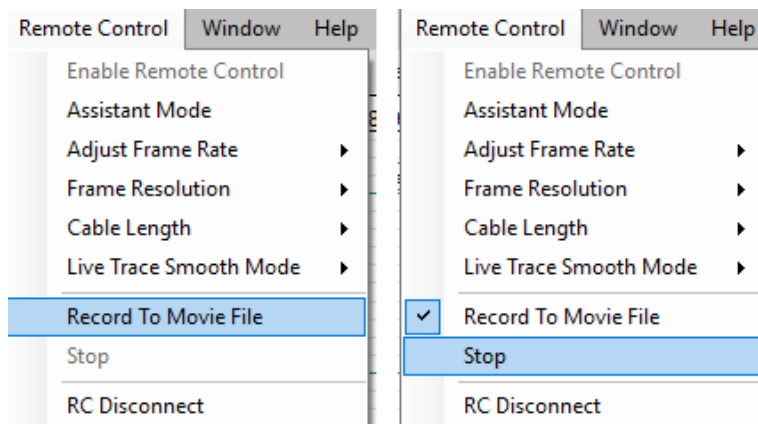 Remote Control Window Help
Enable Remote Control
Assistant Mode
Adjust Frame Rate
Frame Resolution
Cable Length
Live Trace Smooth Mode
Record To Movie File
Stop
RC Disconnect
Remote Control Window Help
Enable Remote Control
Assistant Mode
Adjust Frame Rate
Frame Resolution
Cable Length
Live Trace Smooth Mode
Record To Movie File
Stop
RC Disconnect